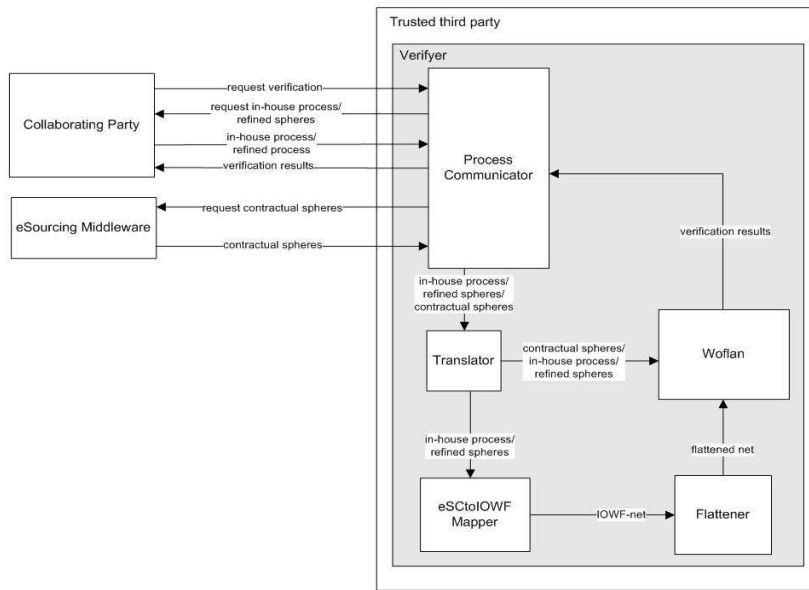 Trusted third party
Verifyer
Collaborating Party
request verification
request in-house process/
refined spheres
in-house process/
refined process
verification results
Process
Communicator
eSourcing Middleware
request contractual spheres
contractual spheres
verification results
in-house process/
refined spheres/
contractual spheres
Translator
contractual spheres/
in-house process/
refined spheres
Woflan
in-house process/
refined spheres
flattened net
eSCtoIOWF
Mapper
IOWF-net
Flattener